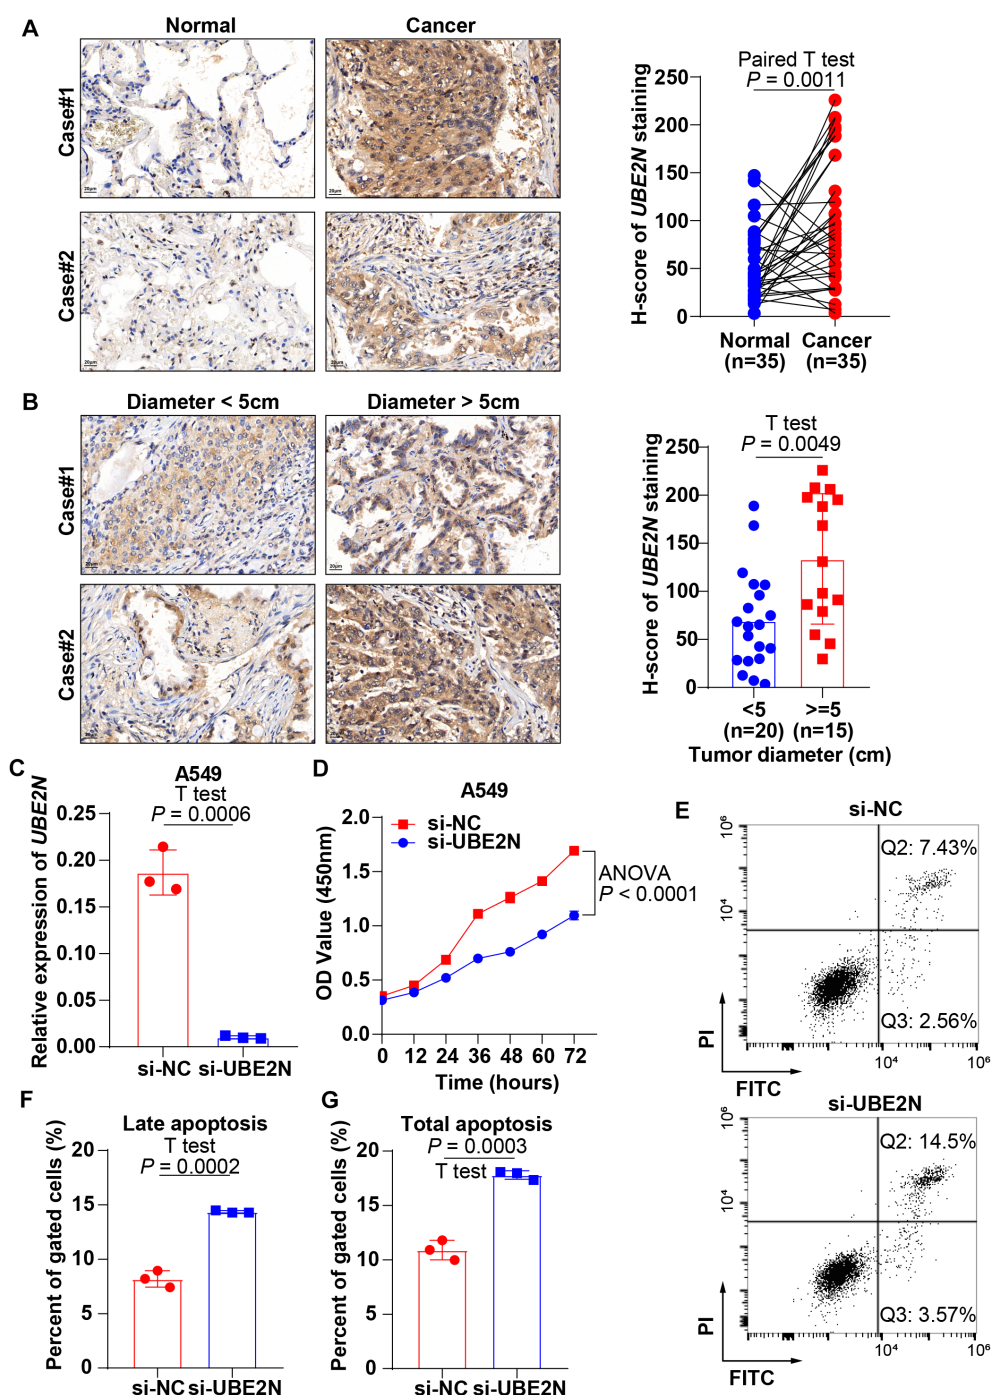 A
Normal
Cancer
Case#1
20μm
20μm
Case#2
20μm
20μm
Paired T test
P = 0.0011
H-score of UBE2N staining
250
200
150
100
50
0
Normal
(n=35)
Cancer
(n=35)
B
Diameter < 5cm
Diameter > 5cm
Case#1
20μm
20μm
Case#2
20μm
20μm
T test
P = 0.0049
H-score of UBE2N staining
250
200
150
100
50
0
<5
(n=20)
>=5
(n=15)
Tumor diameter (cm)
C
A549
T test
P = 0.0006
Relative expression of UBE2N
0.25
0.20
0.15
0.10
0.05
0.00
si-NC
si-UBE2N
D
A549
si-NC
si-UBE2N
OD Value (450nm)
2.0
1.5
1.0
0.5
0.0
0 12 24 36 48 60 72
Time (hours)
ANOVA
P < 0.0001
E
si-NC
10⁶
10⁴
Q2: 7.43%
Q3: 2.56%
10⁴
10⁶
PI
FITC
si-UBE2N
10⁶
10⁴
Q2: 14.5%
Q3: 3.57%
10⁴
10⁶
PI
FITC
F
Late apoptosis
T test
P = 0.0002
Percent of gated cells (%)
20
15
10
5
0
si-NC
si-UBE2N
G
Total apoptosis
P = 0.0003
T test
Percent of gated cells (%)
20
15
10
5
0
si-NC
si-UBE2N